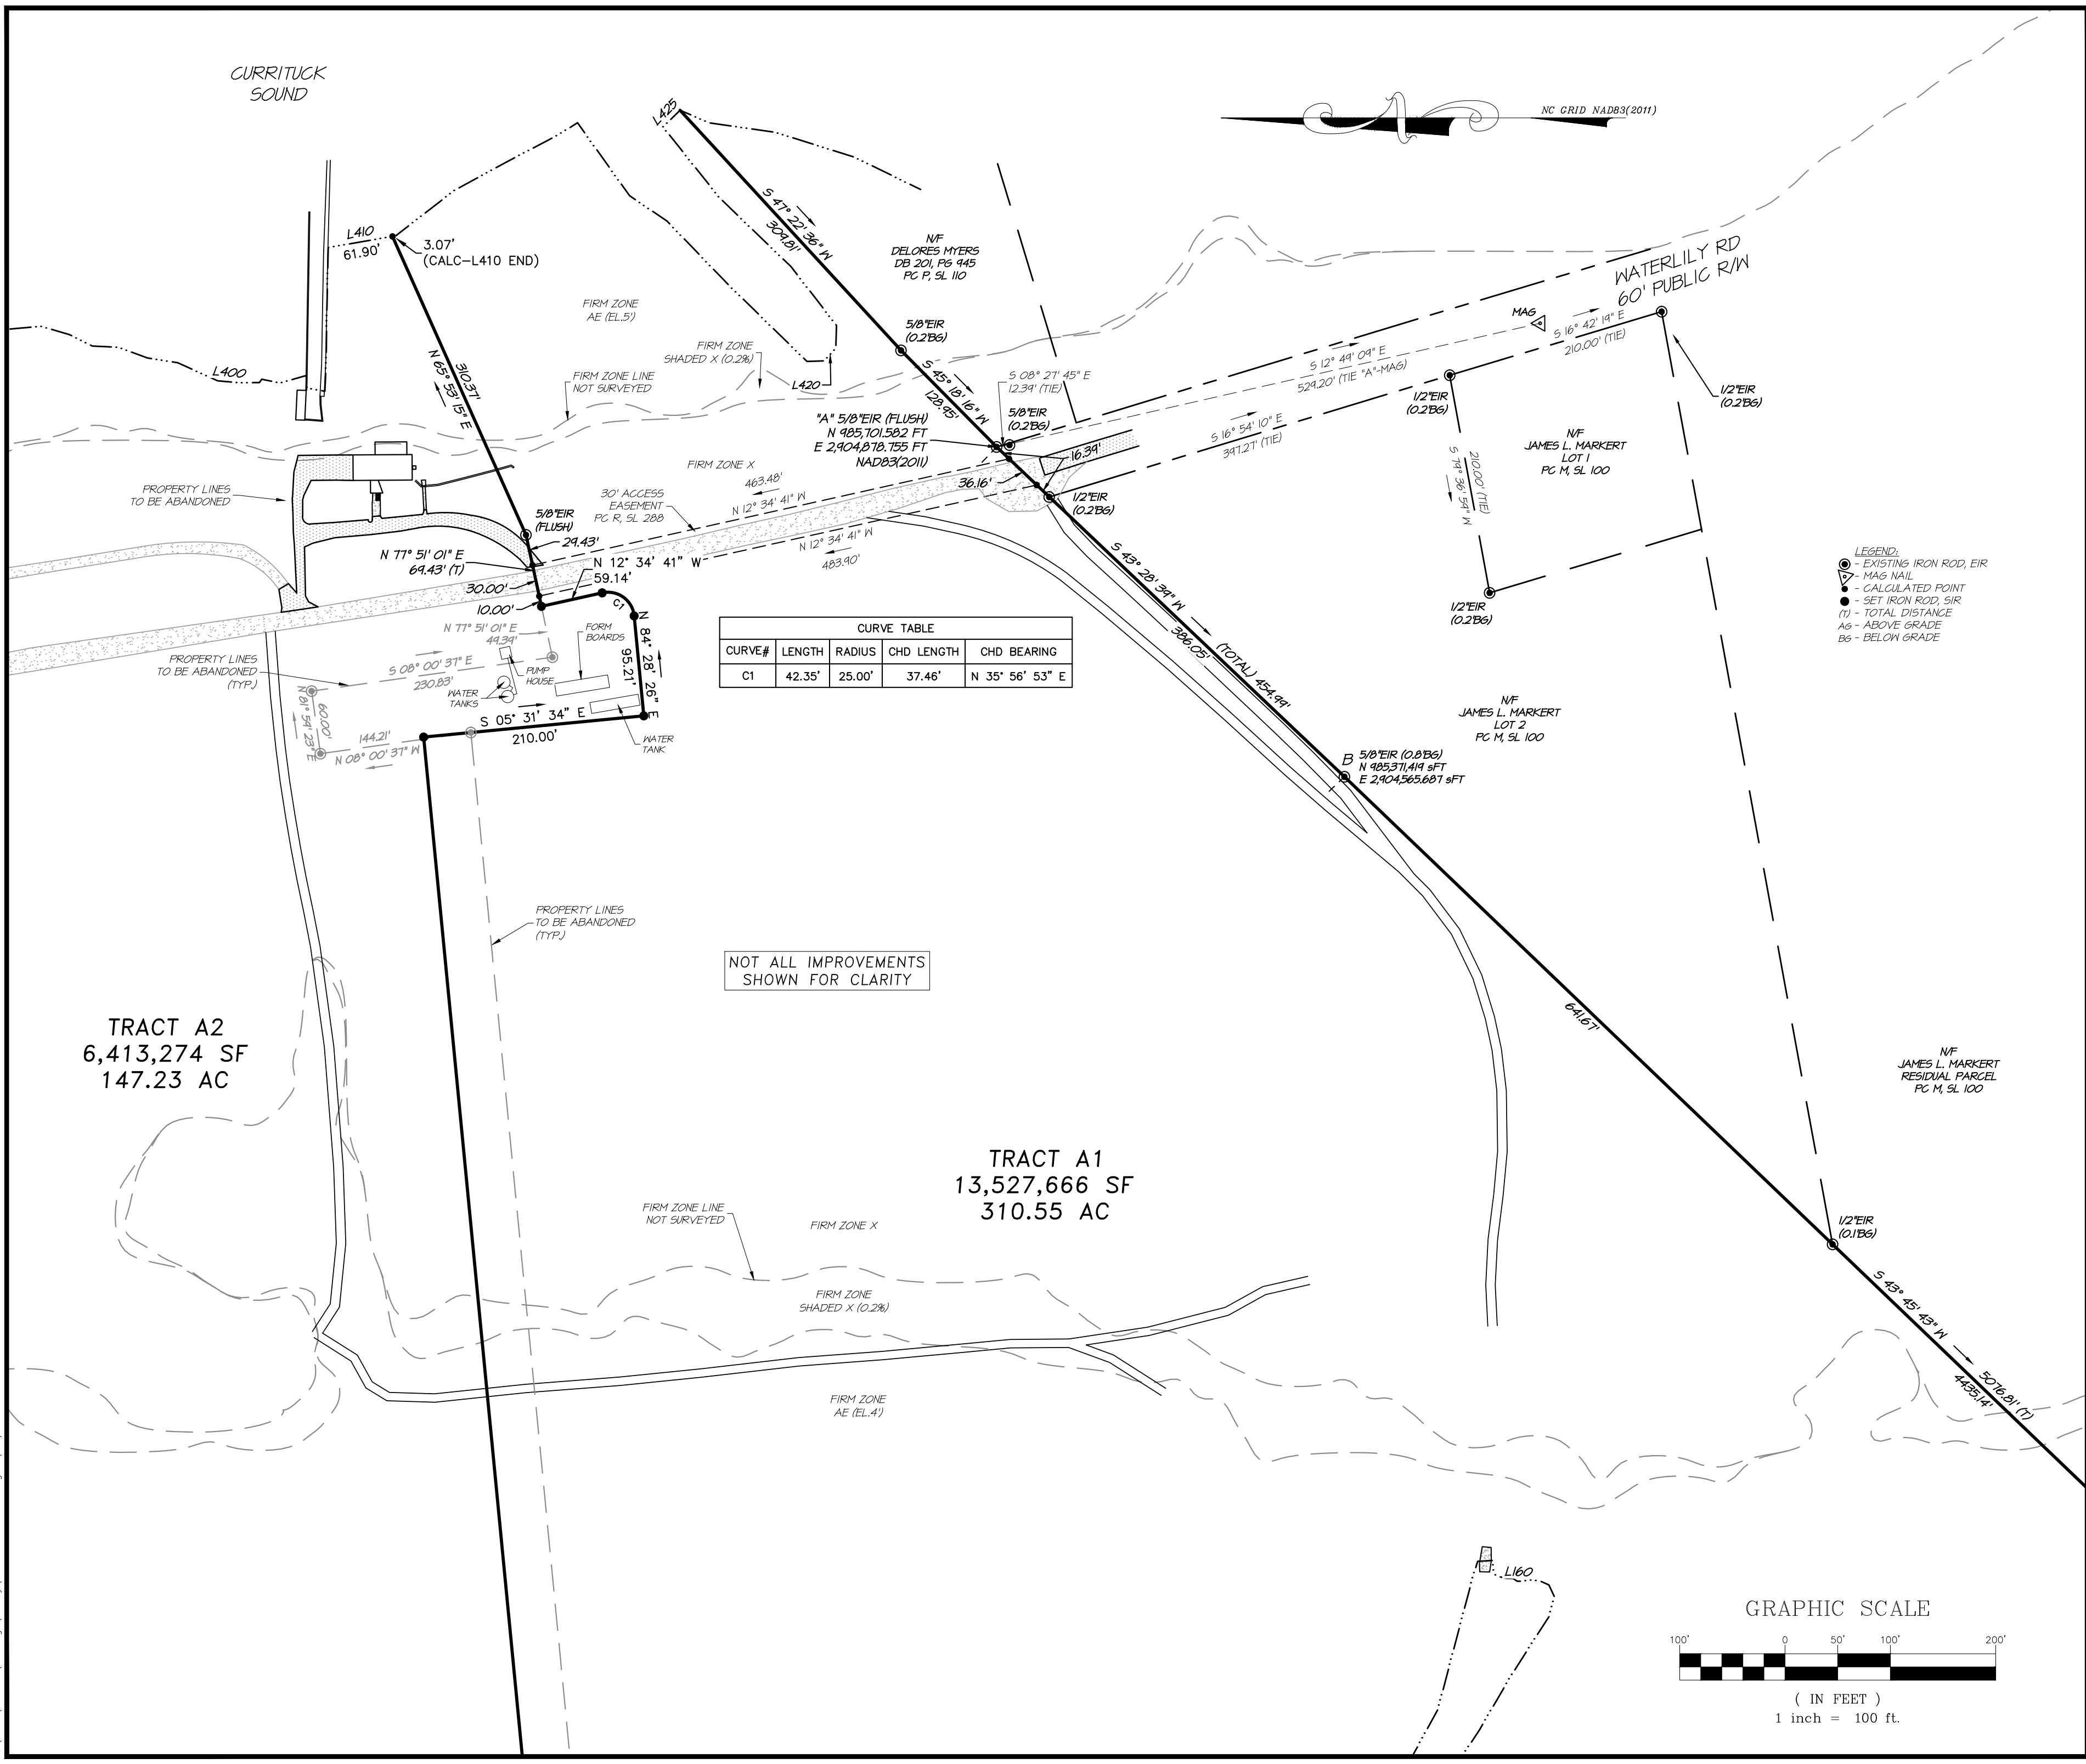 CURRITUCK
SOUND
NC GRID NAD83(2011)
L425
S 47° 22' 36" W
309.81'
N/F
DELORES MYERS
DB 201, PG 945
PC P, SL 110
L410
61.90'
3.07'
(CALC-L410 END)
WATERLILY RD
60' PUBLIC R/W
FIRM ZONE
AE (EL.5')
MAG
S 16° 42' 19" E
210.00' (TIE)
5/8"EIR
(0.2'BG)
FIRM ZONE
SHADED X (0.2%)
S 12° 49' 09" E
529.20' (TIE "A"-MAG)
L400
FIRM ZONE LINE
NOT SURVEYED
L420
310.37'
N 65° 53' 15" E
S 45° 18' 16" W
128.95'
S 08° 27' 45" E
12.39' (TIE)
1/2"EIR
(0.2'BG)
1/2"EIR
(0.2'BG)
"A" 5/8"EIR (FLUSH)
N 985,701.582 FT
E 2,904,878.755 FT
NAD83(2011)
5/8"EIR
(0.2'BG)
S 16° 54' 10" E
397.27' (TIE)
N/F
JAMES L. MARKERT
LOT 1
PC M, SL 100
16.39'
FIRM ZONE X
463.48'
N 12° 34' 41" W
36.16'
210.00' (TIE)
S 79° 36' 59" W
PROPERTY LINES
TO BE ABANDONED
30' ACCESS
EASEMENT
PC R, SL 288
1/2"EIR
(0.2'BG)
5/8"EIR
(FLUSH)
29.43'
N 12° 34' 41" W
483.90'
N 77° 51' 01" E
69.43' (T)
N 12° 34' 41" W
59.14'
30.00'
10.00'
C1
S 43° 28' 39" W
(TOTAL) 454.99'
386.05'
LEGEND:
- EXISTING IRON ROD, EIR
- MAG NAIL
- CALCULATED POINT
- SET IRON ROD, SIR
(T) - TOTAL DISTANCE
AG - ABOVE GRADE
BG - BELOW GRADE
1/2"EIR
(0.2'BG)
N 77° 51' 01" E
49.39'
FORM
BOARDS
N 84° 28' 26" E
95.21'
CURVE TABLE
CURVE# LENGTH RADIUS CHD LENGTH CHD BEARING
C1 42.35' 25.00' 37.46' N 35° 56' 53" E
PROPERTY LINES
TO BE ABANDONED
(TYP.)
S 08° 00' 37" E
230.83'
PUMP
HOUSE
WATER
TANKS
60.00'
N 81° 59' 23" E
S 05° 31' 34" E
210.00'
144.21'
N 08° 00' 37" W
WATER
TANK
N/F
JAMES L. MARKERT
LOT 2
PC M, SL 100
B 5/8"EIR (0.8'BG)
N 985,371.419 sFT
E 2,904,565.687 sFT
PROPERTY LINES
TO BE ABANDONED
(TYP.)
NOT ALL IMPROVEMENTS
SHOWN FOR CLARITY
641.67'
TRACT A2
6,413,274 SF
147.23 AC
N/F
JAMES L. MARKERT
RESIDUAL PARCEL
PC M, SL 100
TRACT A1
13,527,666 SF
310.55 AC
FIRM ZONE LINE
NOT SURVEYED
FIRM ZONE X
1/2"EIR
(0.1'BG)
FIRM ZONE
SHADED X (0.2%)
S 43° 45' 43" W
5076.81' (T)
4435.14'
FIRM ZONE
AE (EL.4')
L160
GRAPHIC SCALE
100' 0 50' 100' 200'
( IN FEET )
1 inch = 100 ft.